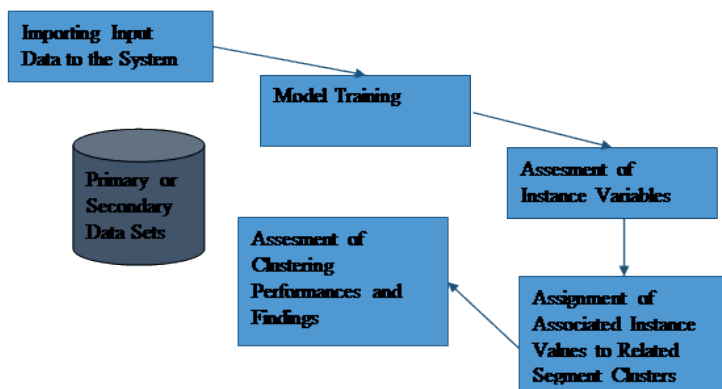 Importing Input
Data to the System
Model Training
Primary or
Secondary
Data Sets
Assesment of
Instance Variables
Assesment of
Clustering
Performances and
Findings
Assignment of
Associated Instance
Values to Related
Segment Clusters